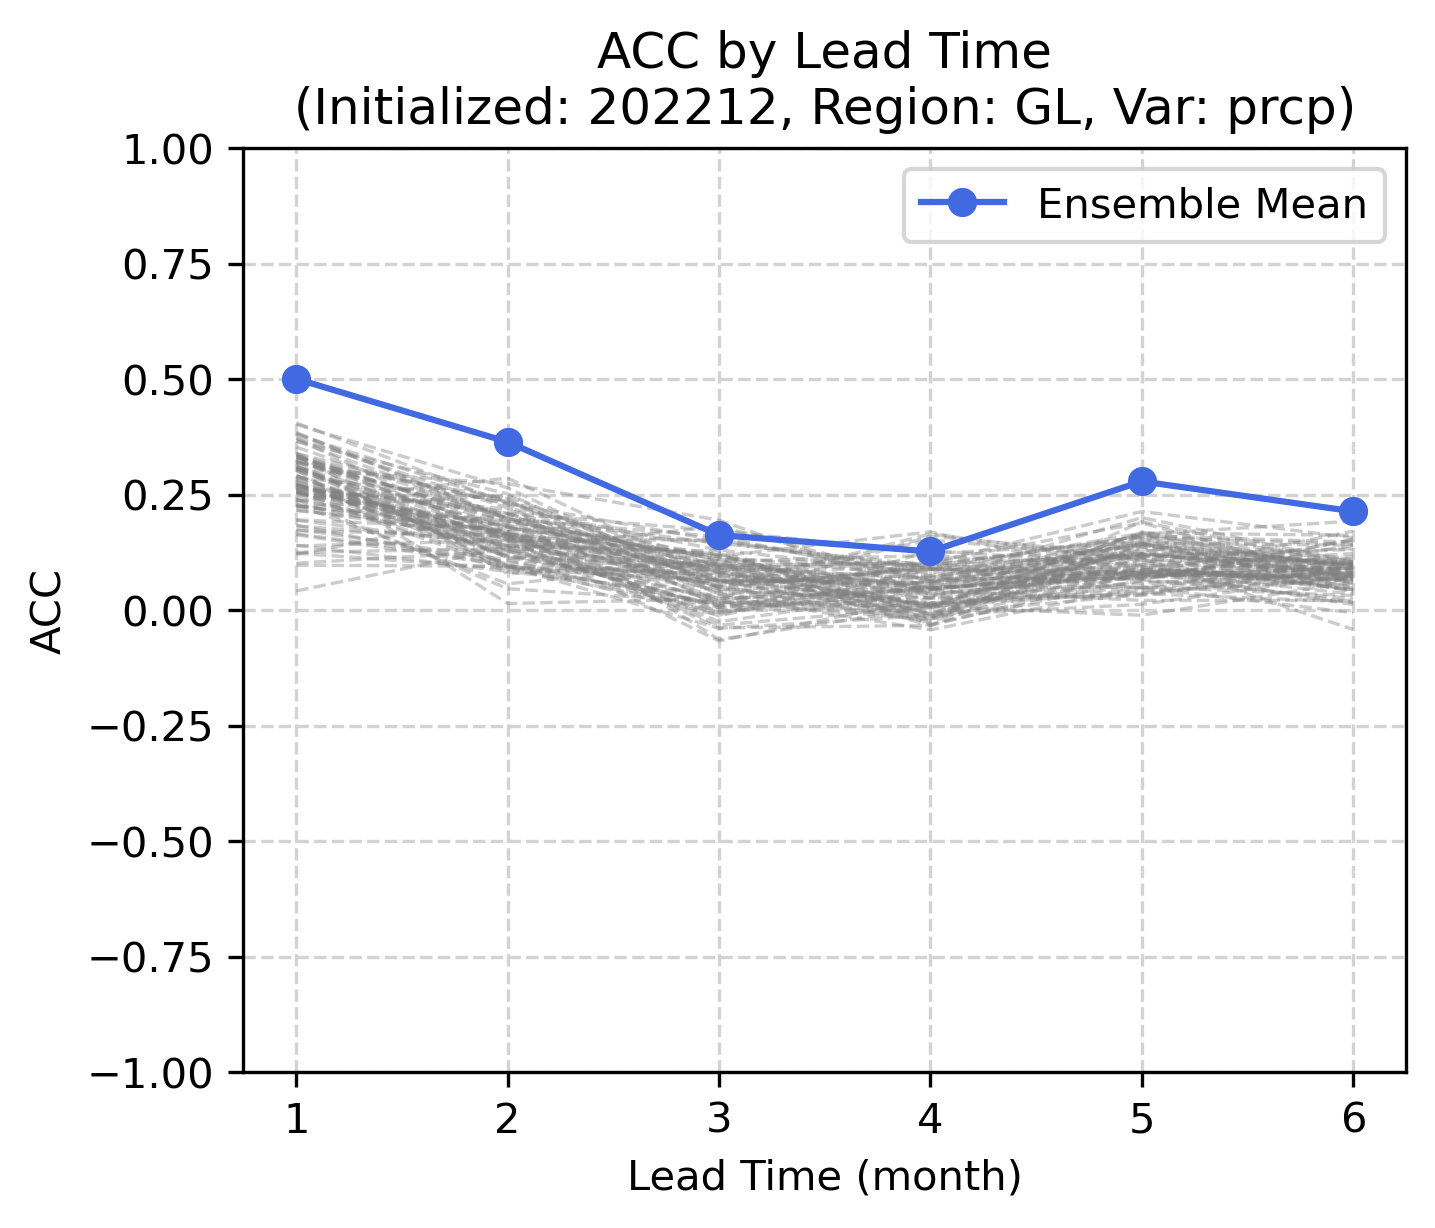 ACC by Lead Time
(Initialized: 202212, Region: GL, Var: prcp)
Ensemble Mean
ACC
1.00
0.75
0.50
0.25
0.00
−0.25
−0.50
−0.75
−1.00
1 2 3 4 5 6
Lead Time (month)